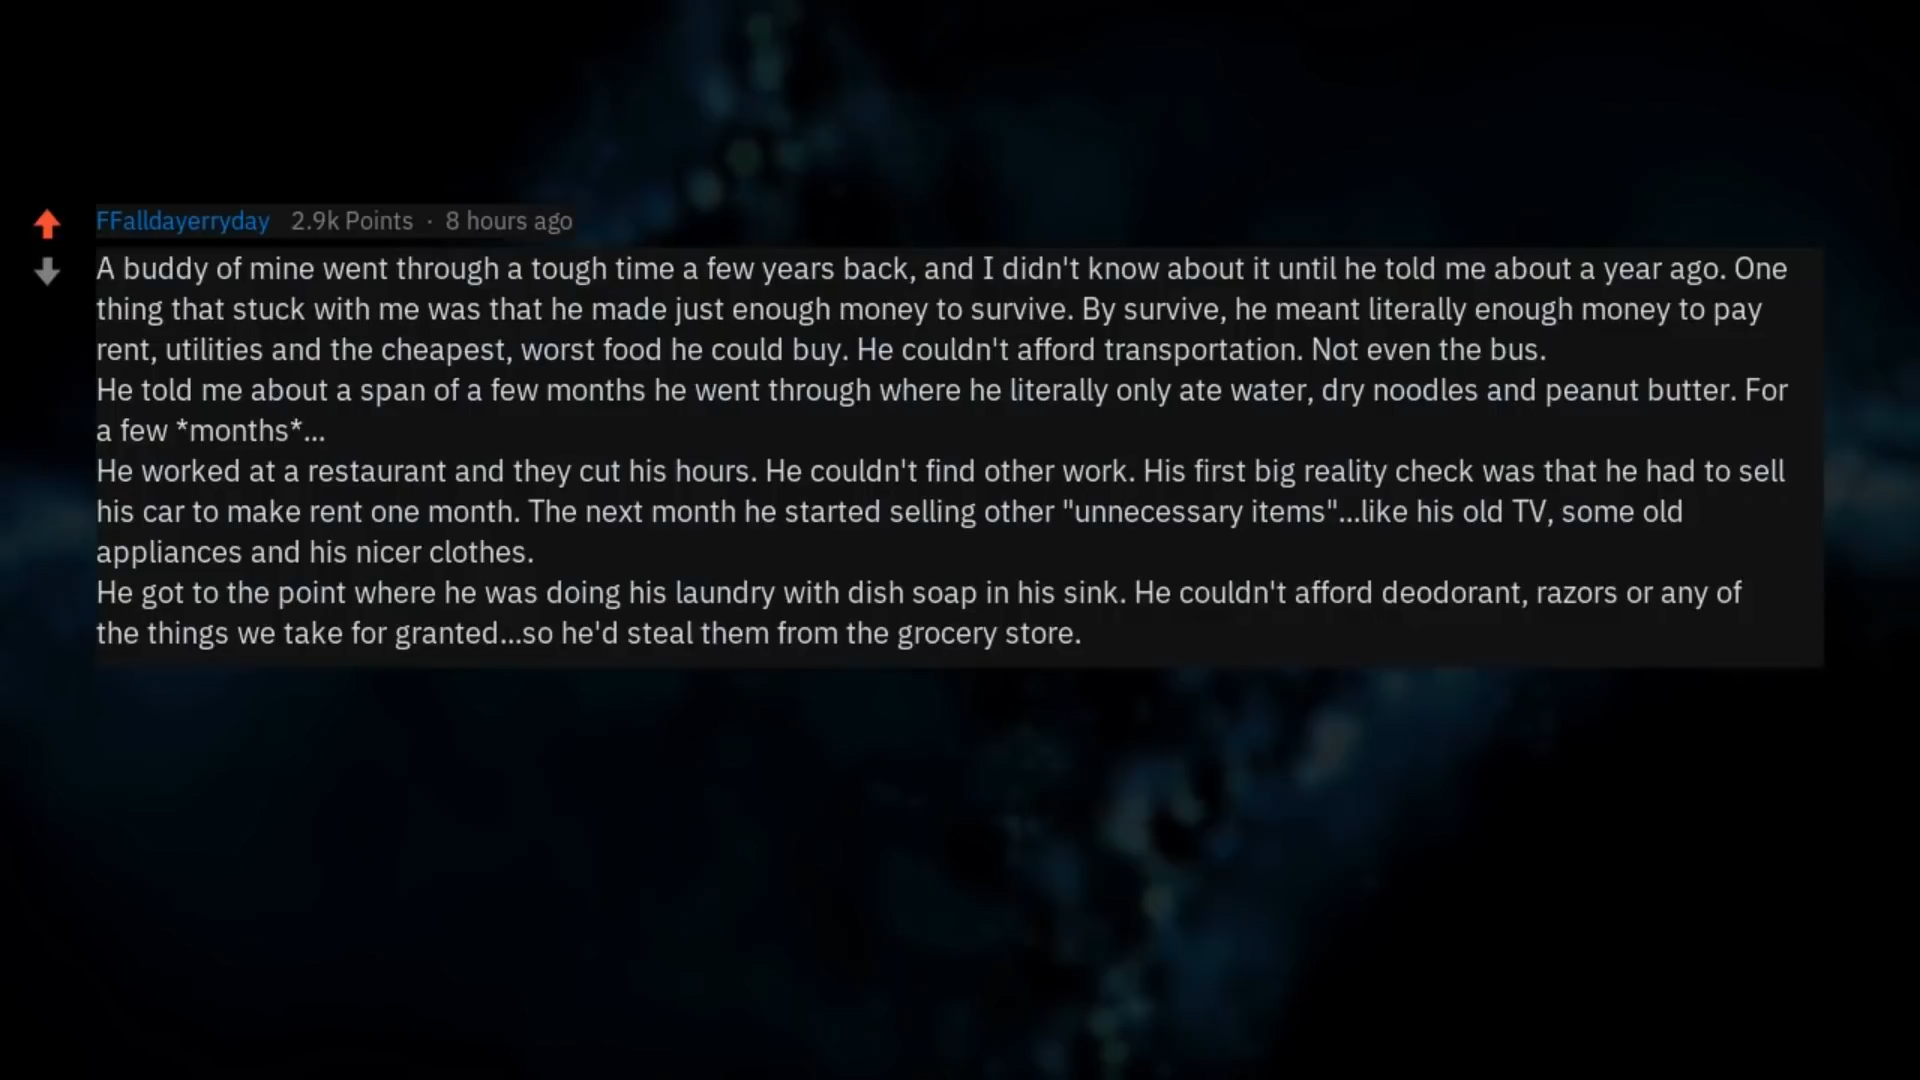 FFalldayerryday 2.9k Points · 8 hours ago
A buddy of mine went through a tough time a few years back, and I didn't know about it until he told me about a year ago. One
thing that stuck with me was that he made just enough money to survive. By survive, he meant literally enough money to pay
rent, utilities and the cheapest, worst food he could buy. He couldn't afford transportation. Not even the bus.
He told me about a span of a few months he went through where he literally only ate water, dry noodles and peanut butter. For
a few *months*...
He worked at a restaurant and they cut his hours. He couldn't find other work. His first big reality check was that he had to sell
his car to make rent one month. The next month he started selling other "unnecessary items"...like his old TV, some old
appliances and his nicer clothes.
He got to the point where he was doing his laundry with dish soap in his sink. He couldn't afford deodorant, razors or any of
the things we take for granted...so he'd steal them from the grocery store.